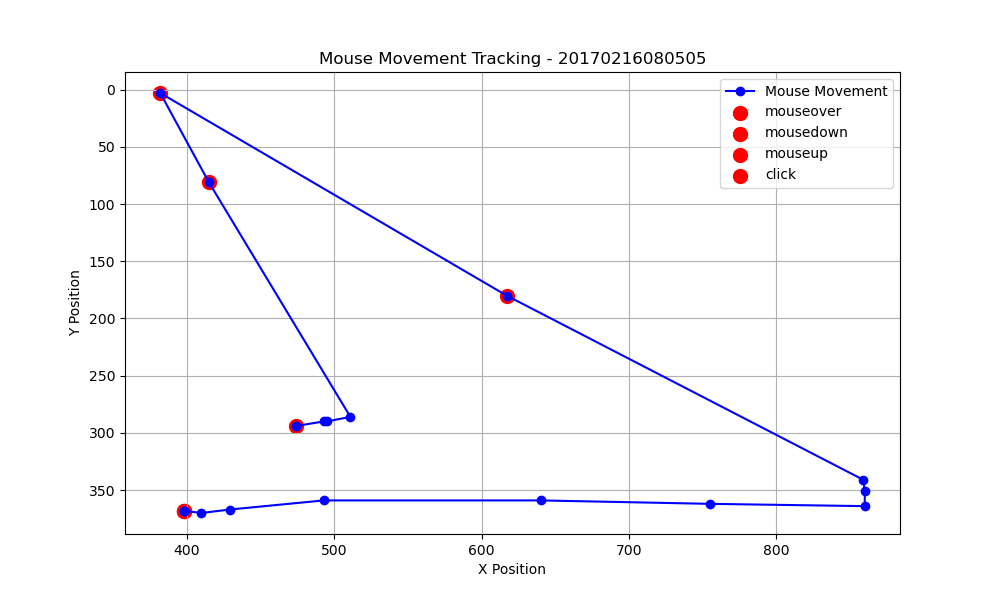 Mouse Movement Tracking - 20170216080505
Mouse Movement
mouseover
mousedown
mouseup
click
0
50
100
150
200
250
300
350
Y Position
400 500 600 700 800
X Position